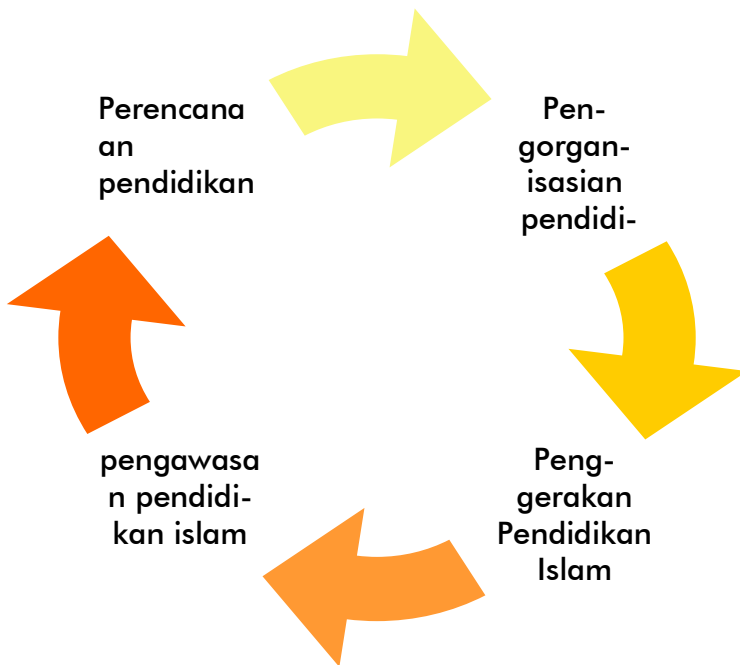 Perencana
an
pendidikan
Pen-
gorgan-
isasian
pendidi-
Peng-
gerakan
Pendidikan
Islam
pengawasa
n pendidi-
kan islam